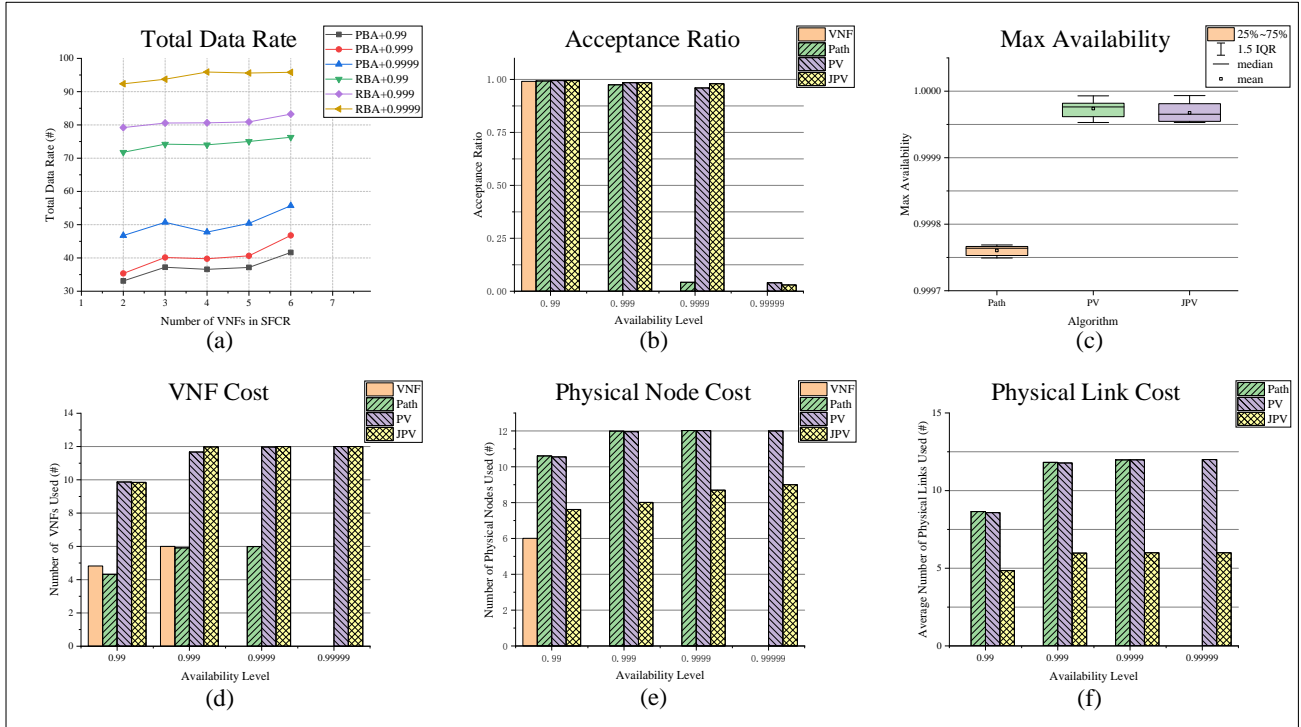 Total Data Rate
PBA+0.99
PBA+0.999
PBA+0.9999
RBA+0.99
RBA+0.999
RBA+0.9999
100
90
80
70
60
50
40
30
Total Data Rate (#)
1 2 3 4 5 6 7
Number of VNFs in SFCR
(a)
Acceptance Ratio
VNF
Path
PV
JPV
1.00
0.75
0.50
0.25
0.00
Acceptance Ratio
0.99 0.999 0.9999 0.99999
Availability Level
(b)
Max Availability
25%~75%
1.5 IQR
median
mean
1.0000
0.9999
0.9998
0.9997
Max Availability
Path PV JPV
Algorithm
(c)
VNF Cost
VNF
Path
PV
JPV
14
12
10
8
6
4
2
0
Number of VNFs Used (#)
0.99 0.999 0.9999 0.99999
Availability Level
(d)
Physical Node Cost
VNF
Path
PV
JPV
12
10
8
6
4
2
0
Number of Physical Nodes Used (#)
0.99 0.999 0.9999 0.99999
Availability Level
(e)
Physical Link Cost
Path
PV
JPV
15
10
5
0
Average Number of Physical Links Used (#)
0.99 0.999 0.9999 0.99999
Availability Level
(f)